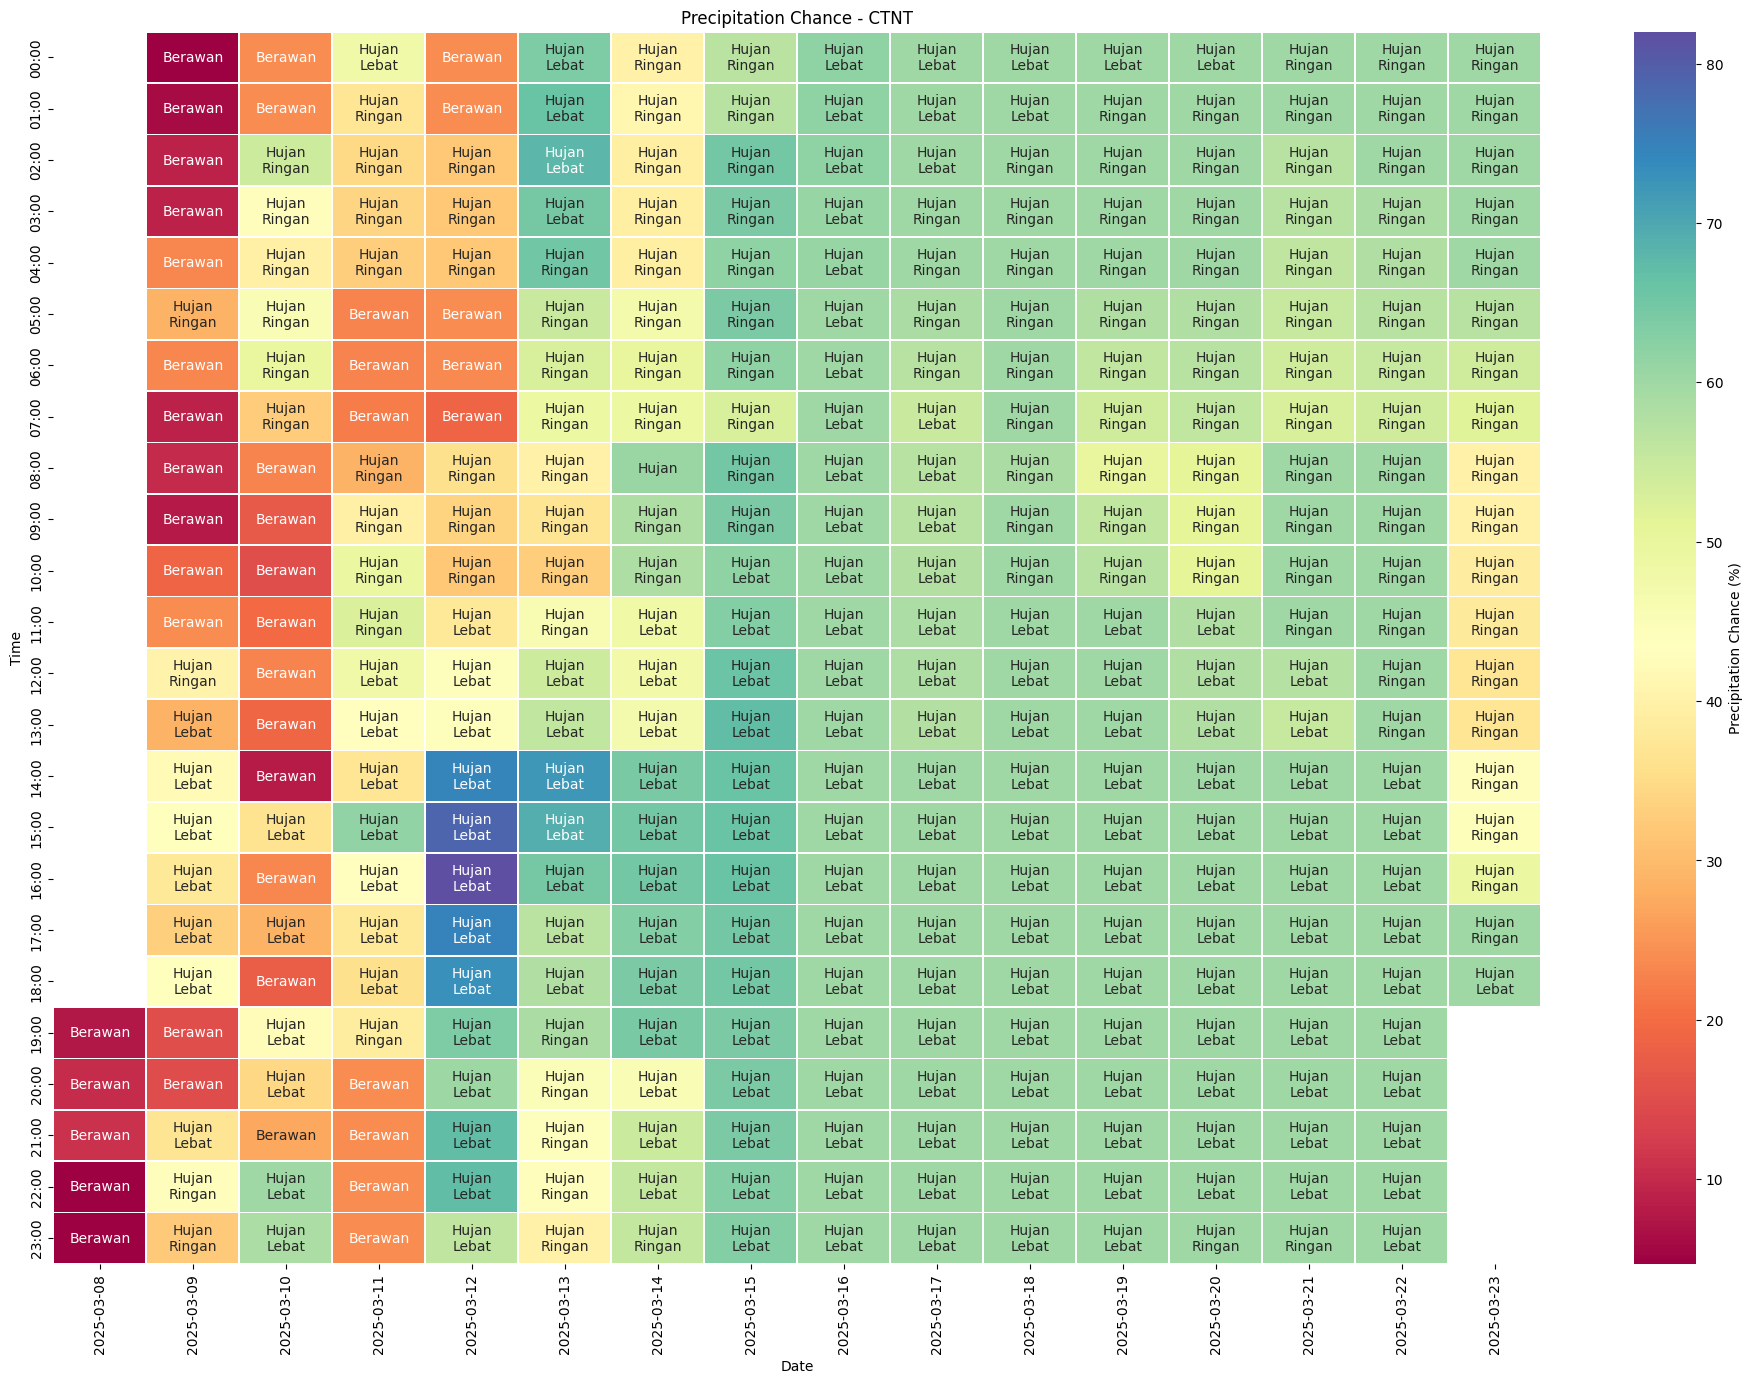 Precipitation Chance - CTNT
00:00 Berawan Berawan Hujan Lebat Berawan Hujan Lebat Hujan Ringan Hujan Ringan Hujan Lebat Hujan Lebat Hujan Lebat Hujan Lebat Hujan Lebat Hujan Ringan Hujan Ringan Hujan Ringan
01:00 Berawan Berawan Hujan Ringan Berawan Hujan Lebat Hujan Ringan Hujan Ringan Hujan Lebat Hujan Lebat Hujan Lebat Hujan Ringan Hujan Ringan Hujan Ringan Hujan Ringan Hujan Ringan
02:00 Berawan Hujan Ringan Hujan Ringan Hujan Ringan Hujan Lebat Hujan Ringan Hujan Ringan Hujan Lebat Hujan Lebat Hujan Ringan Hujan Ringan Hujan Ringan Hujan Ringan Hujan Ringan Hujan Ringan
03:00 Berawan Hujan Ringan Hujan Ringan Hujan Ringan Hujan Lebat Hujan Ringan Hujan Ringan Hujan Lebat Hujan Ringan Hujan Ringan Hujan Ringan Hujan Ringan Hujan Ringan Hujan Ringan Hujan Ringan
04:00 Berawan Hujan Ringan Hujan Ringan Hujan Ringan Hujan Ringan Hujan Ringan Hujan Ringan Hujan Lebat Hujan Ringan Hujan Ringan Hujan Ringan Hujan Ringan Hujan Ringan Hujan Ringan Hujan Ringan
05:00 Hujan Ringan Hujan Ringan Berawan Berawan Hujan Ringan Hujan Ringan Hujan Ringan Hujan Lebat Hujan Ringan Hujan Ringan Hujan Ringan Hujan Ringan Hujan Ringan Hujan Ringan Hujan Ringan
06:00 Berawan Hujan Ringan Berawan Berawan Hujan Ringan Hujan Ringan Hujan Ringan Hujan Lebat Hujan Ringan Hujan Ringan Hujan Ringan Hujan Ringan Hujan Ringan Hujan Ringan Hujan Ringan
07:00 Berawan Hujan Ringan Berawan Berawan Hujan Ringan Hujan Ringan Hujan Ringan Hujan Lebat Hujan Lebat Hujan Ringan Hujan Ringan Hujan Ringan Hujan Ringan Hujan Ringan Hujan Ringan
08:00 Berawan Berawan Hujan Ringan Hujan Ringan Hujan Ringan Hujan Hujan Ringan Hujan Lebat Hujan Lebat Hujan Ringan Hujan Ringan Hujan Ringan Hujan Ringan Hujan Ringan Hujan Ringan
09:00 Berawan Berawan Hujan Ringan Hujan Ringan Hujan Ringan Hujan Ringan Hujan Ringan Hujan Lebat Hujan Lebat Hujan Ringan Hujan Ringan Hujan Ringan Hujan Ringan Hujan Ringan Hujan Ringan
10:00 Berawan Berawan Hujan Ringan Hujan Ringan Hujan Ringan Hujan Ringan Hujan Lebat Hujan Lebat Hujan Lebat Hujan Ringan Hujan Ringan Hujan Ringan Hujan Ringan Hujan Ringan Hujan Ringan
11:00 Berawan Berawan Hujan Ringan Hujan Lebat Hujan Ringan Hujan Lebat Hujan Lebat Hujan Lebat Hujan Lebat Hujan Lebat Hujan Lebat Hujan Lebat Hujan Ringan Hujan Ringan Hujan Ringan
12:00 Hujan Ringan Berawan Hujan Lebat Hujan Lebat Hujan Lebat Hujan Lebat Hujan Lebat Hujan Lebat Hujan Lebat Hujan Lebat Hujan Lebat Hujan Lebat Hujan Lebat Hujan Ringan Hujan Ringan
13:00 Hujan Lebat Berawan Hujan Lebat Hujan Lebat Hujan Lebat Hujan Lebat Hujan Lebat Hujan Lebat Hujan Lebat Hujan Lebat Hujan Lebat Hujan Lebat Hujan Lebat Hujan Ringan Hujan Ringan
14:00 Hujan Lebat Berawan Hujan Lebat Hujan Lebat Hujan Lebat Hujan Lebat Hujan Lebat Hujan Lebat Hujan Lebat Hujan Lebat Hujan Lebat Hujan Lebat Hujan Lebat Hujan Lebat Hujan Ringan
15:00 Hujan Lebat Hujan Lebat Hujan Lebat Hujan Lebat Hujan Lebat Hujan Lebat Hujan Lebat Hujan Lebat Hujan Lebat Hujan Lebat Hujan Lebat Hujan Lebat Hujan Lebat Hujan Lebat Hujan Ringan
16:00 Hujan Lebat Berawan Hujan Lebat Hujan Lebat Hujan Lebat Hujan Lebat Hujan Lebat Hujan Lebat Hujan Lebat Hujan Lebat Hujan Lebat Hujan Lebat Hujan Lebat Hujan Lebat Hujan Ringan
17:00 Hujan Lebat Hujan Lebat Hujan Lebat Hujan Lebat Hujan Lebat Hujan Lebat Hujan Lebat Hujan Lebat Hujan Lebat Hujan Lebat Hujan Lebat Hujan Lebat Hujan Lebat Hujan Lebat Hujan Ringan
18:00 Hujan Lebat Berawan Hujan Lebat Hujan Lebat Hujan Lebat Hujan Lebat Hujan Lebat Hujan Lebat Hujan Lebat Hujan Lebat Hujan Lebat Hujan Lebat Hujan Lebat Hujan Lebat Hujan Lebat
19:00 Berawan Berawan Hujan Lebat Hujan Ringan Hujan Lebat Hujan Ringan Hujan Lebat Hujan Lebat Hujan Lebat Hujan Lebat Hujan Lebat Hujan Lebat Hujan Lebat Hujan Lebat Hujan Lebat
20:00 Berawan Berawan Hujan Lebat Berawan Hujan Lebat Hujan Ringan Hujan Lebat Hujan Lebat Hujan Lebat Hujan Lebat Hujan Lebat Hujan Lebat Hujan Lebat Hujan Lebat Hujan Lebat
21:00 Berawan Hujan Lebat Berawan Berawan Hujan Lebat Hujan Ringan Hujan Lebat Hujan Lebat Hujan Lebat Hujan Lebat Hujan Lebat Hujan Lebat Hujan Lebat Hujan Lebat Hujan Lebat
22:00 Berawan Hujan Ringan Hujan Lebat Berawan Hujan Lebat Hujan Ringan Hujan Lebat Hujan Lebat Hujan Lebat Hujan Lebat Hujan Lebat Hujan Lebat Hujan Lebat Hujan Lebat Hujan Lebat
23:00 Berawan Hujan Ringan Hujan Lebat Berawan Hujan Lebat Hujan Ringan Hujan Ringan Hujan Lebat Hujan Lebat Hujan Lebat Hujan Lebat Hujan Lebat Hujan Ringan Hujan Ringan Hujan Lebat
Time
2025-03-08 2025-03-09 2025-03-10 2025-03-11 2025-03-12 2025-03-13 2025-03-14 2025-03-15 2025-03-16 2025-03-17 2025-03-18 2025-03-19 2025-03-20 2025-03-21 2025-03-22 2025-03-23
Date
80
70
60
50
40
30
20
10
Precipitation Chance (%)